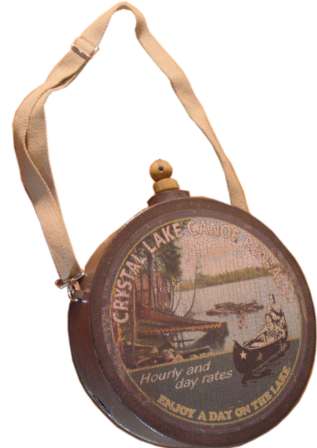 CRYSTAL LAKE CANOE
Hourly and
day rates
ENJOY A DAY ON THE LAKE